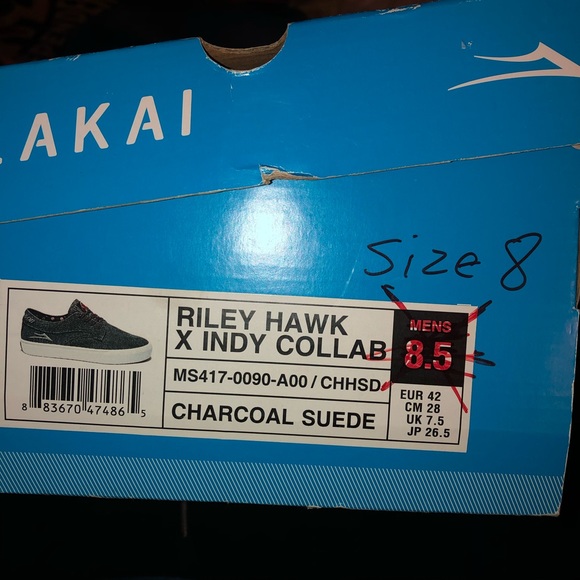 LAKAI
Size 8
RILEY HAWK
X INDY COLLAB
MS417-0090-A00 / CHHSD
CHARCOAL SUEDE
MENS
8.5
EUR 42
CM 28
UK 7.5
JP 26.5
8 83670 47486 5